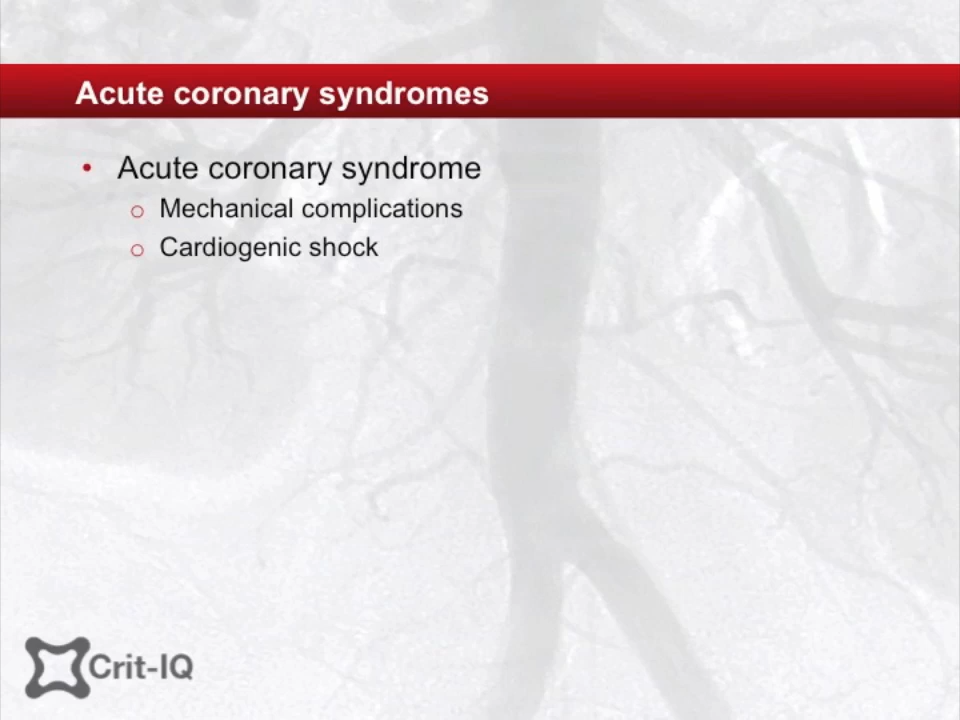 Acute coronary syndromes
• Acute coronary syndrome
o Mechanical complications
o Cardiogenic shock
Crit-IQ